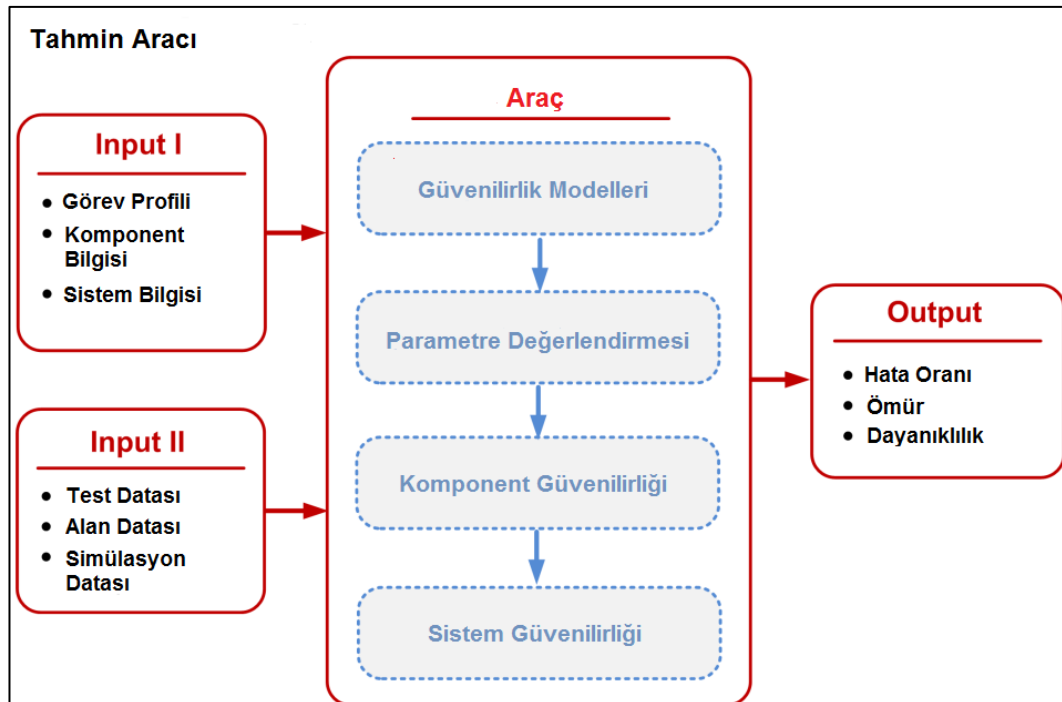 Tahmin Aracı
Input I
Görev Profili
Komponent
Bilgisi
Sistem Bilgisi
Input II
Test Datası
Alan Datası
Simülasyon
Datası
Araç
Güvenilirlik Modelleri
Parametre Değerlendirmesi
Komponent Güvenilirliği
Sistem Güvenilirliği
Output
Hata Oranı
Ömür
Dayanıklılık